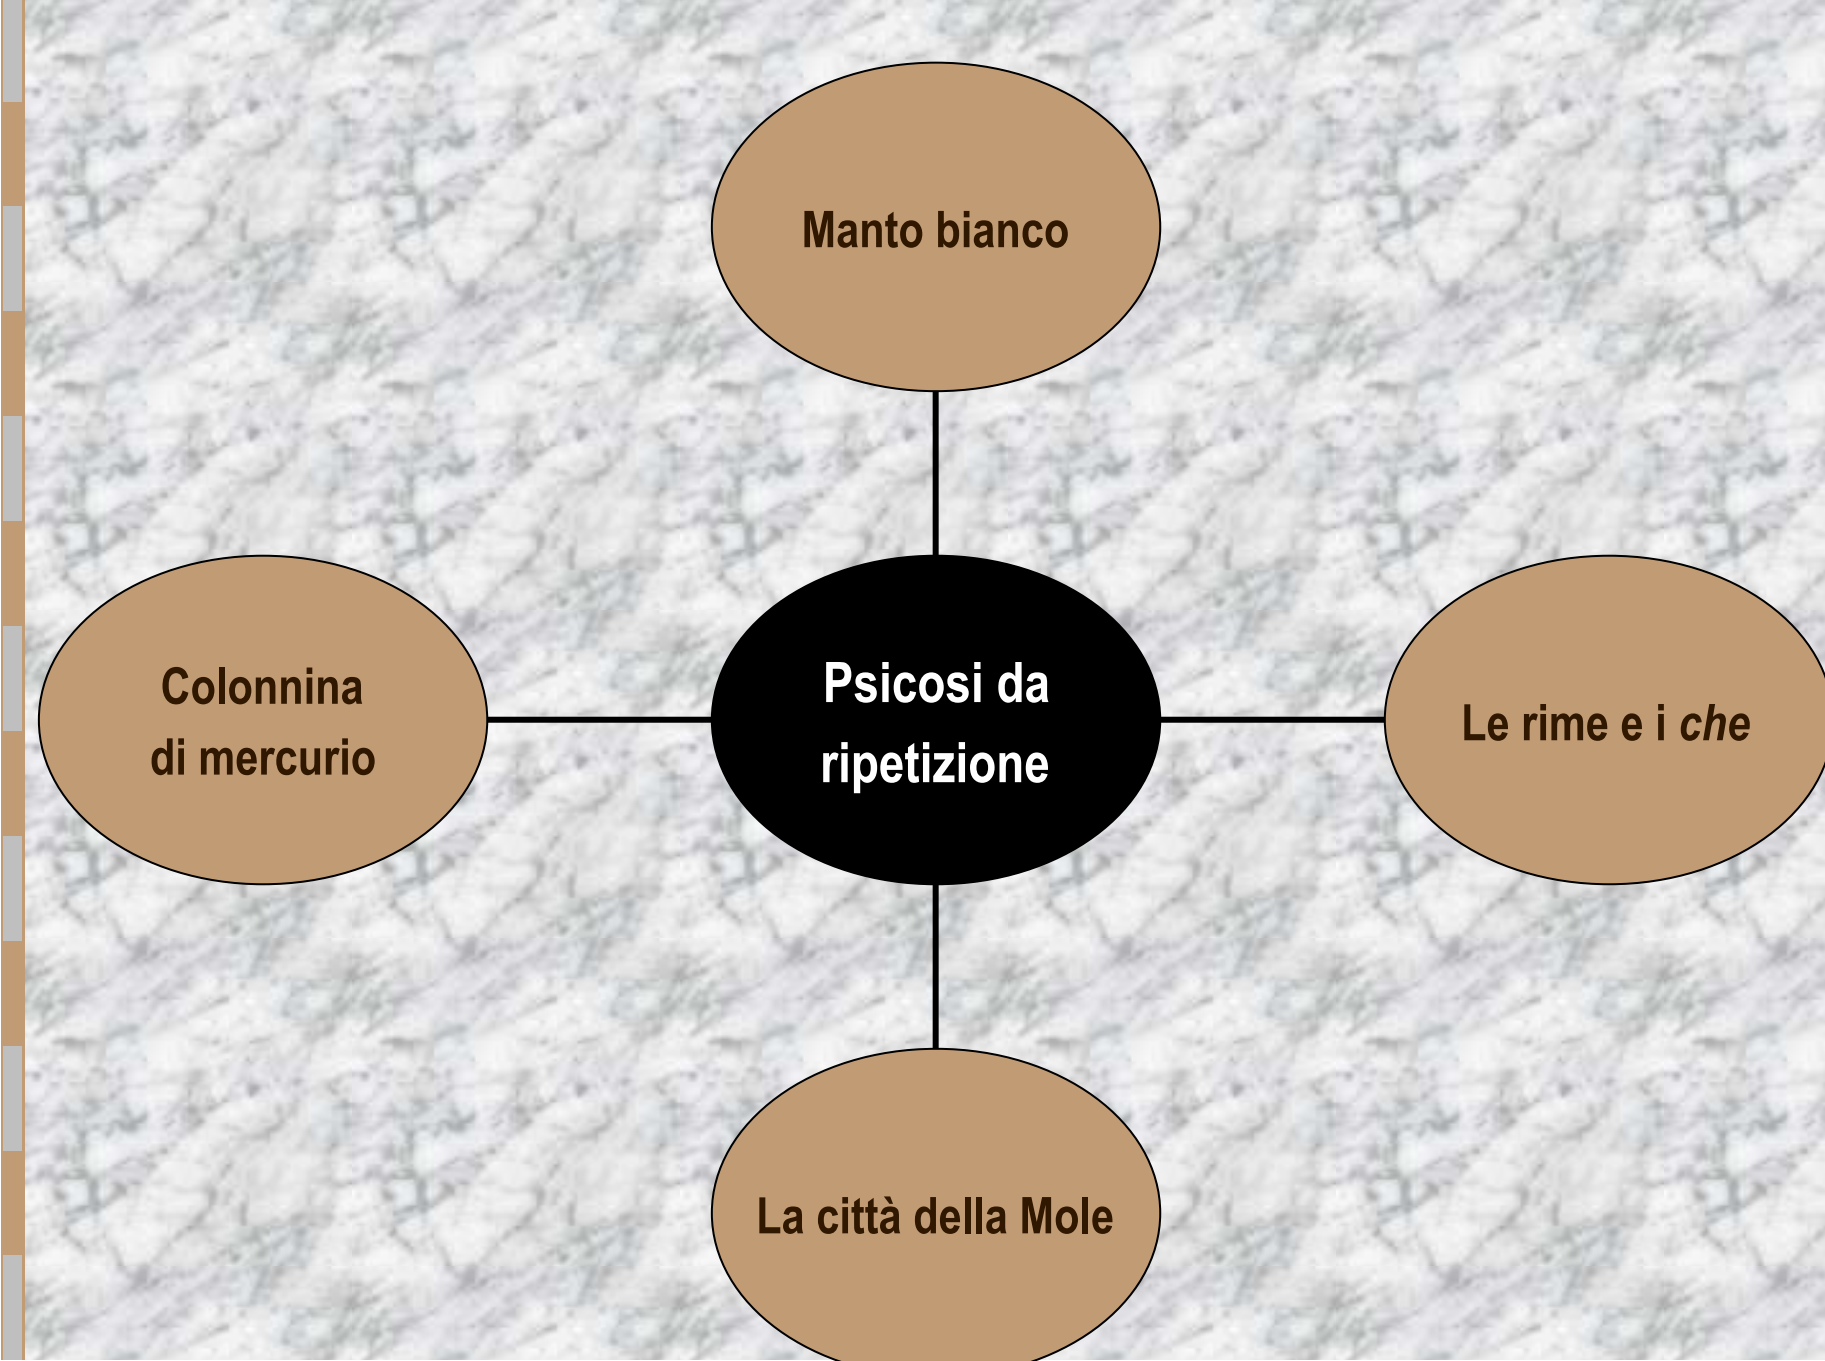 Manto bianco
Colonnina
di mercurio
Psicosi da
ripetizione
Le rime e i che
La città della Mole